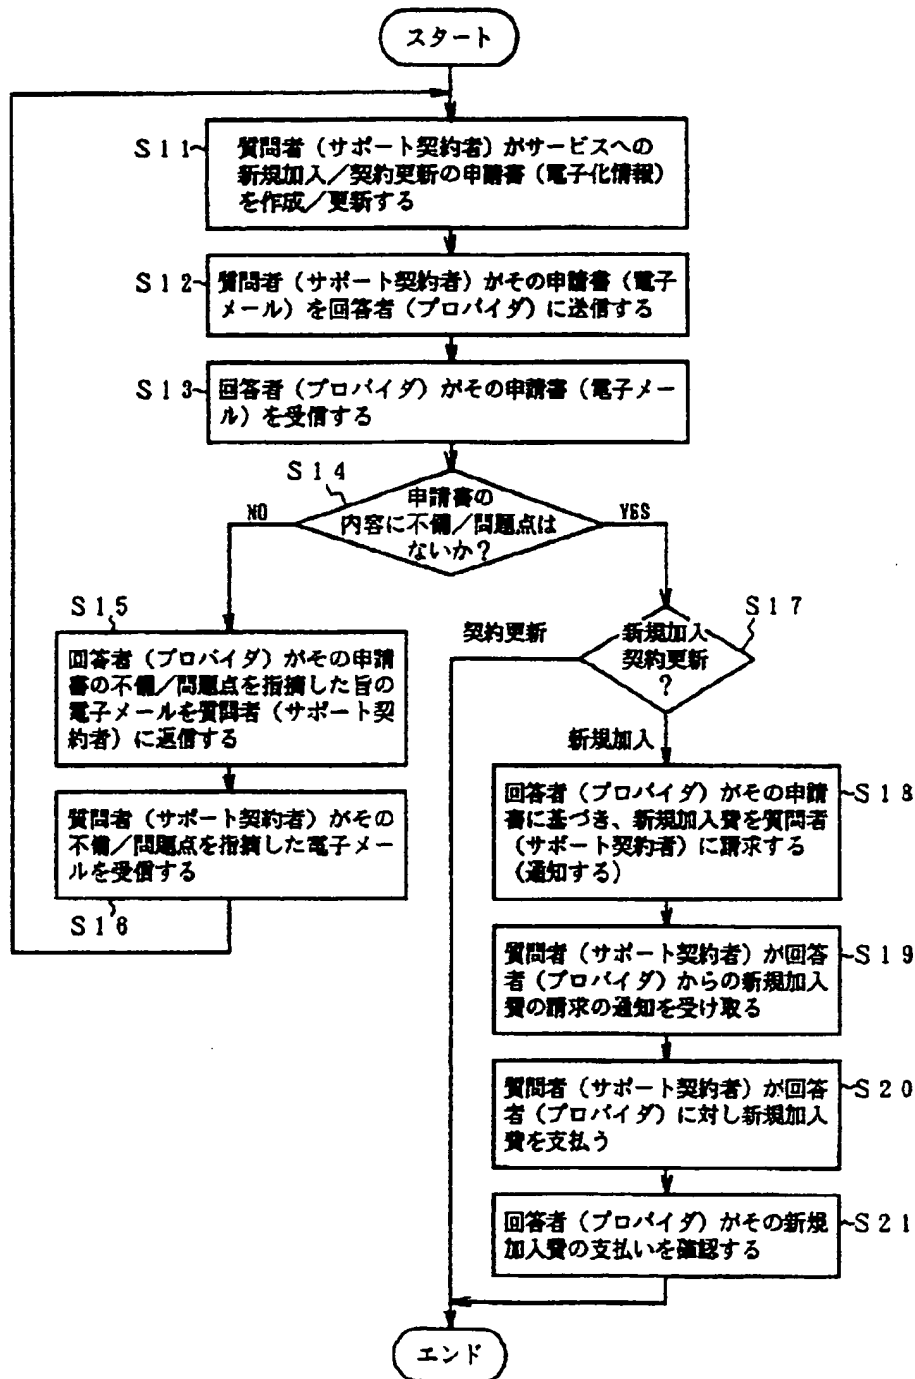 スタート
S11
質問者（サポート契約者）がサービスへの
新規加入／契約更新の申請書（電子化情報）
を作成／更新する
S12
質問者（サポート契約者）がその申請書（電子
メール）を回答者（プロバイダ）に送信する
S13
回答者（プロバイダ）がその申請書（電子メー
ル）を受信する
S14
申請書の
内容に不備／問題点は
ないか？
NO
YES
S15
回答者（プロバイダ）がその申請
書の不備／問題点を指摘した旨の
電子メールを質問者（サポート契
約者）に返信する
質問者（サポート契約者）がその
不備／問題点を指摘した電子メー
ルを受信する
S16
S17
新規加入
契約更新
？
契約更新
新規加入
S18
回答者（プロバイダ）がその申請
書に基づき、新規加入費を質問者
（サポート契約者）に請求する
（通知する）
S19
質問者（サポート契約者）が回答
者（プロバイダ）からの新規加入
費の請求の通知を受け取る
S20
質問者（サポート契約者）が回答
者（プロバイダ）に対し新規加入
費を支払う
S21
回答者（プロバイダ）がその新規
加入費の支払いを確認する
エンド